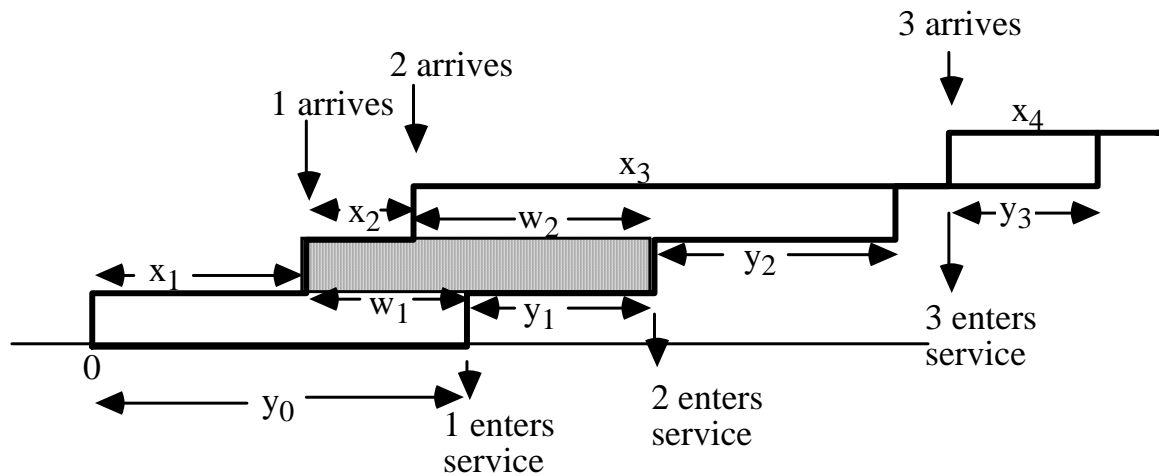 3 arrives
2 arrives
1 arrives
x4
x3
x2
w2
y3
x1
y2
w1
y1
0
y0
1 enters
service
2 enters
service
3 enters
service